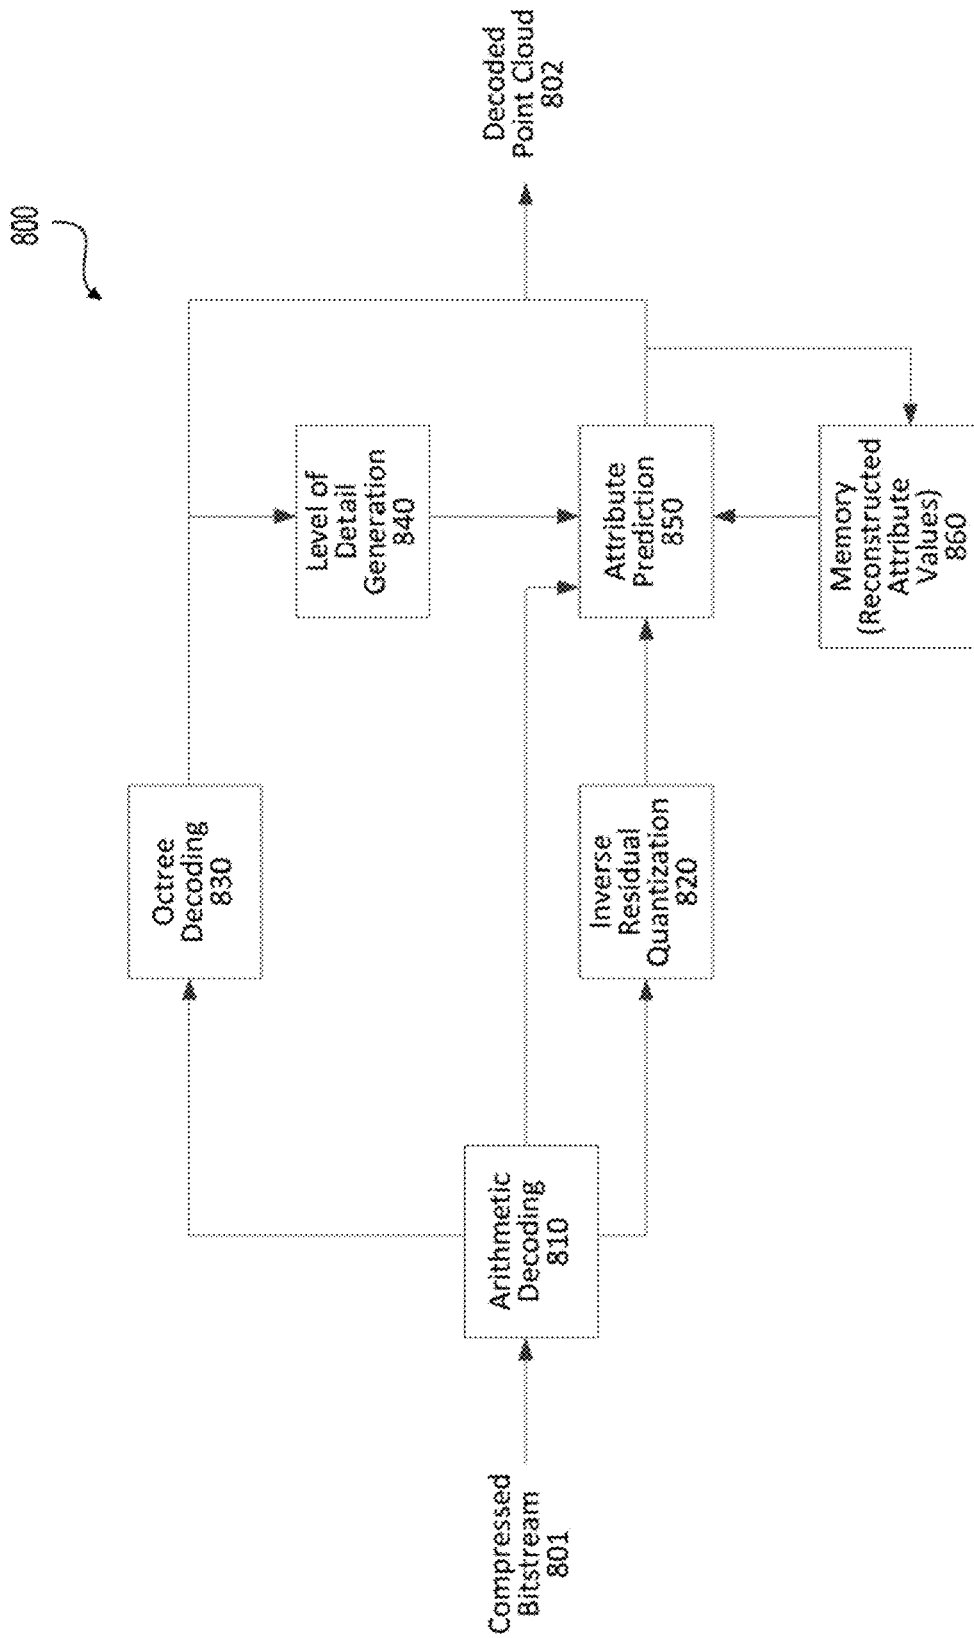 800
Compressed
Bitstream
801
Arithmetic
Decoding
810
Octree
Decoding
830
Inverse
Residual
Quantization
820
Level of
Detail
Generation
840
Attribute
Prediction
850
Memory
(Reconstructed
Attribute
Values)
860
Decoded
Point Cloud
802